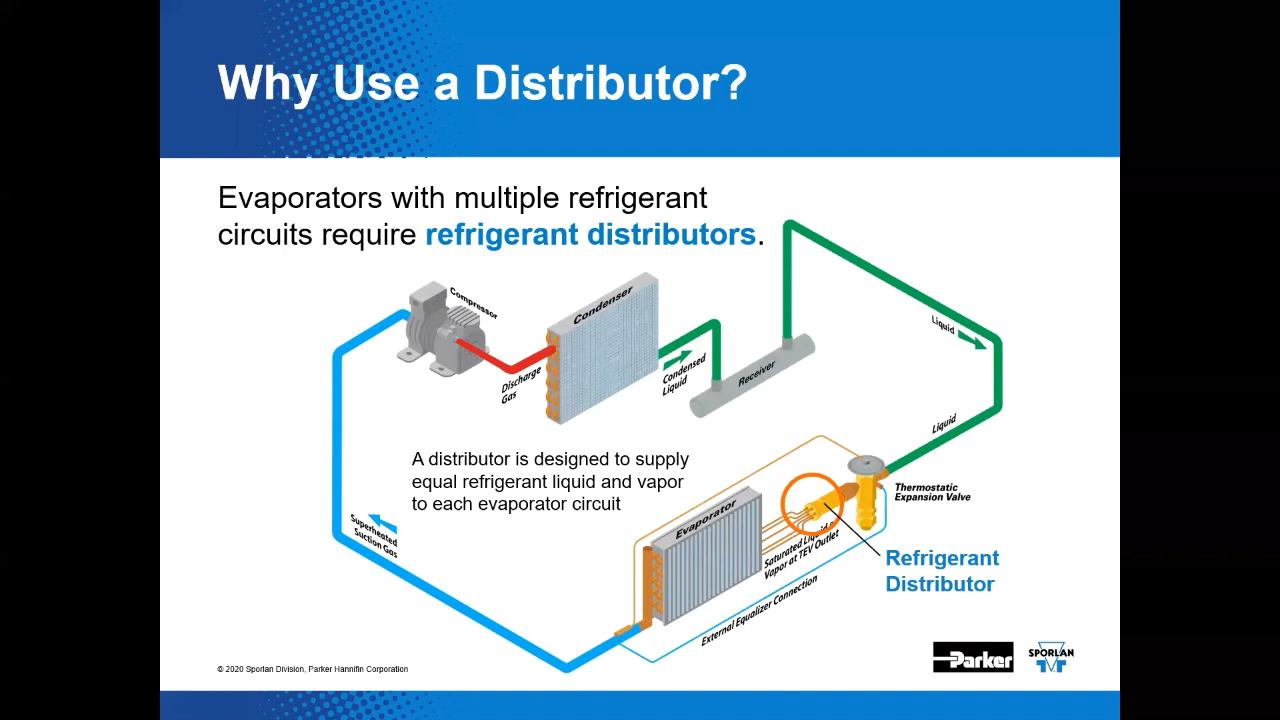 Why Use a Distributor?
Evaporators with multiple refrigerant
circuits require refrigerant distributors.
Compressor
Condenser
Discharge
Gas
Condensed
Liquid
Receiver
Liquid
Liquid
A distributor is designed to supply
equal refrigerant liquid and vapor
to each evaporator circuit
Thermostatic
Expansion Valve
Evaporator
Saturated Liquid &
Vapor at TEV Outlet
Superheated
Suction Gas
External Equalizer Connection
Refrigerant
Distributor
© 2020 Sporlan Division, Parker Hannifin Corporation
Parker
SPORLAN